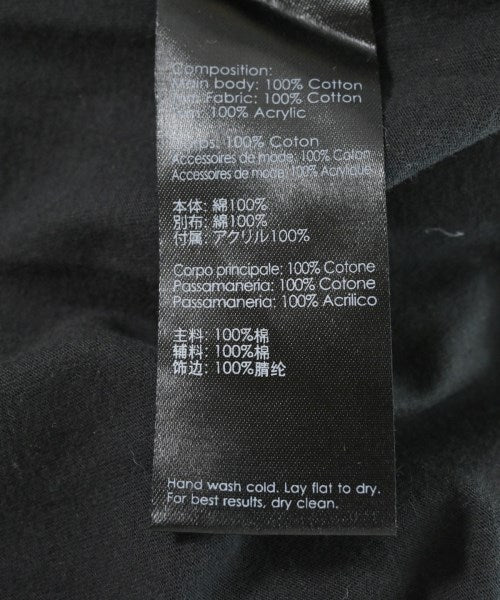 Composition:
Main body: 100% Cotton
Trim Fabric: 100% Cotton
Trim: 100% Acrylic
Corps: 100% Coton
Accessoires de mode: 100% Coton
Accessoires de mode: 100% Acrylique
本体: 綿100%
別布: 綿100%
付属: アクリル100%
Corpo principale: 100% Cotone
Passamaneria: 100% Cotone
Passamaneria: 100% Acrilico
主料: 100%棉
辅料: 100%棉
饰边: 100%腈纶
Hand wash cold. Lay flat to dry.
For best results, dry clean.